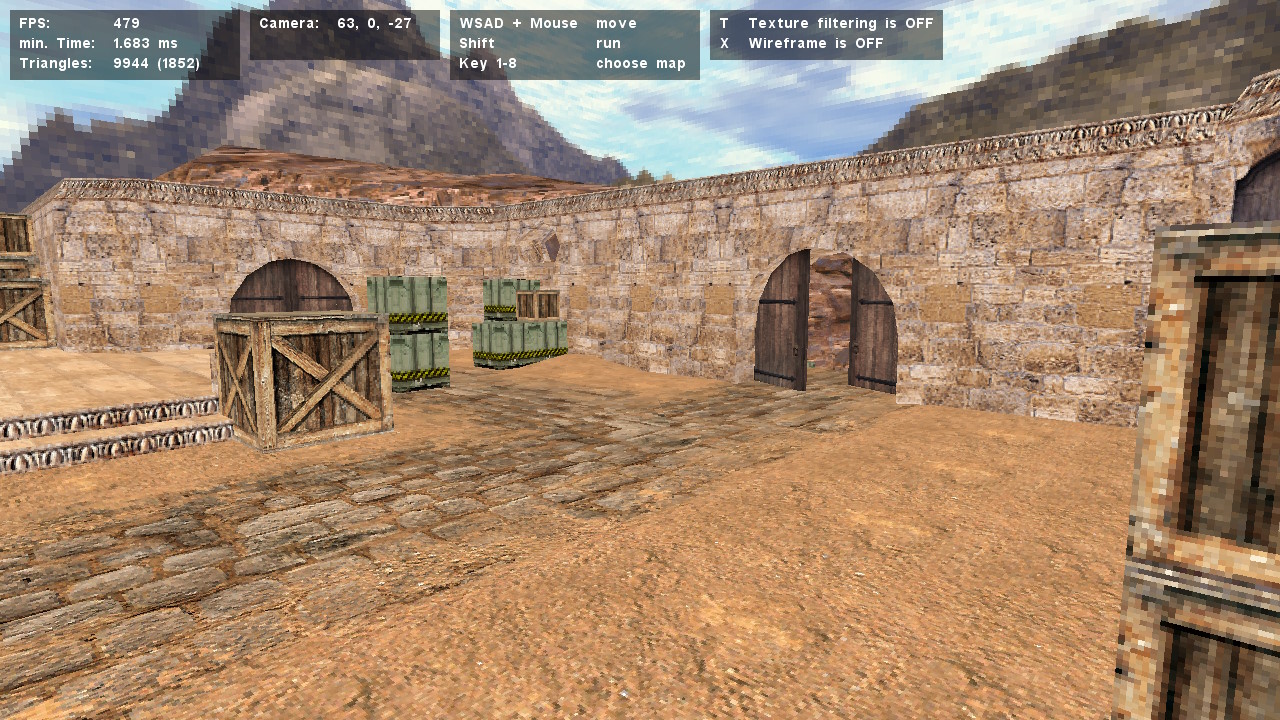 FPS: 479
min. Time: 1.683 ms
Triangles: 9944 (1852)
Camera: 63, 0, -27
WSAD + Mouse move
Shift run
Key 1-8 choose map
T Texture filtering is OFF
X Wireframe is OFF